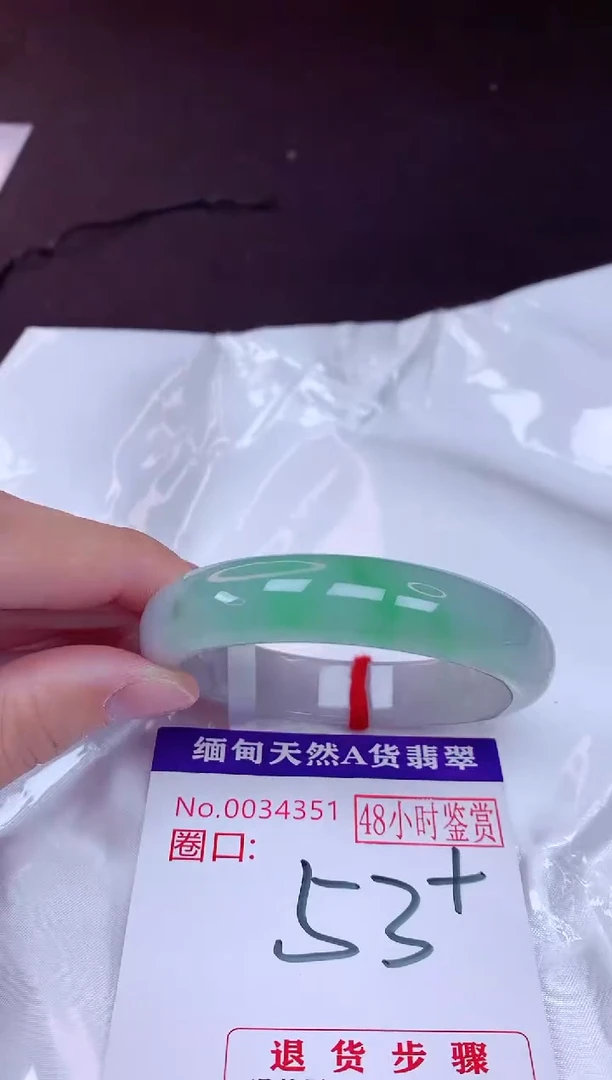 缅甸天然A货翡翠
No.0034351
48小时鉴赏
圈口:
53+
退货步骤